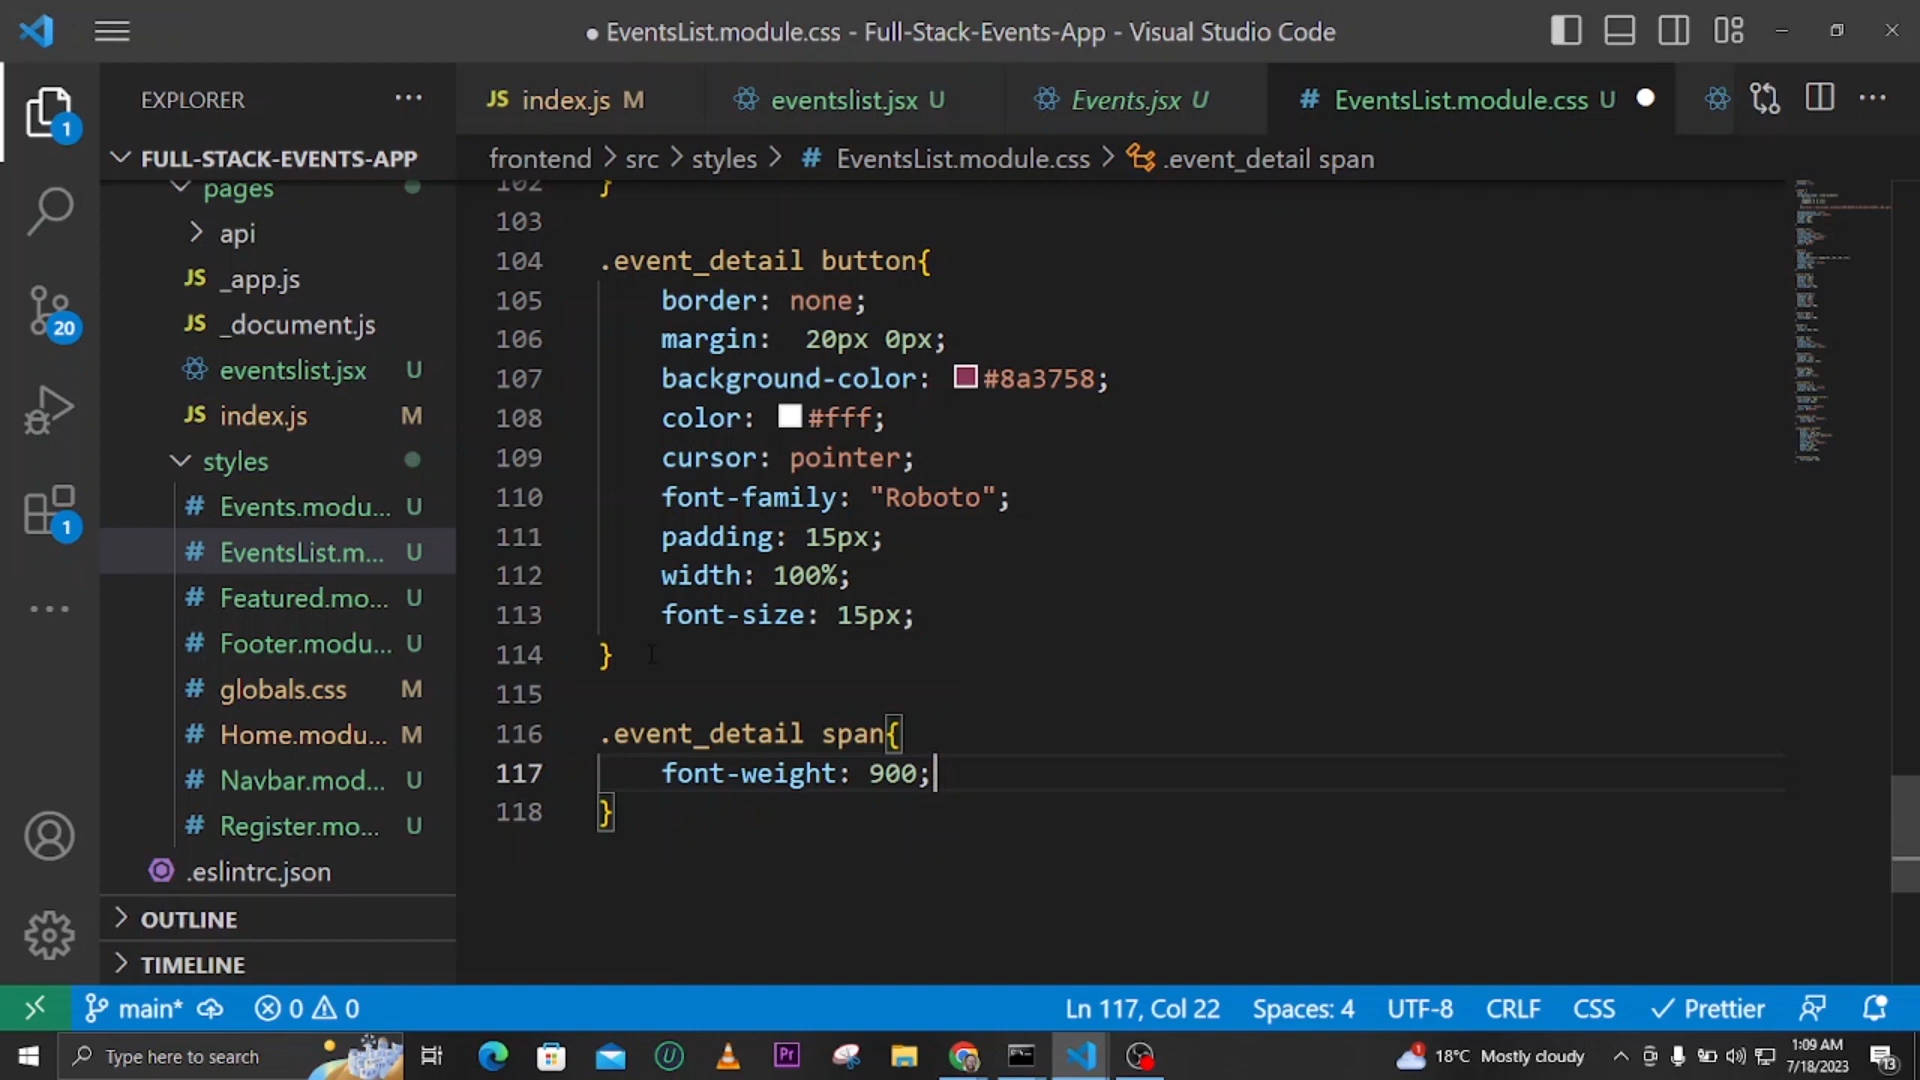 ● EventsList.module.css - Full-Stack-Events-App - Visual Studio Code
EXPLORER
JS index.js M
eventslist.jsx U
Events.jsx U
# EventsList.module.css U
FULL-STACK-EVENTS-APP
frontend > src > styles > # EventsList.module.css > .event_detail span
pages
api
JS _app.js
JS _document.js
eventslist.jsx U
JS index.js M
styles
# Events.modu... U
# EventsList.m... U
# Featured.mo... U
# Footer.modu... U
# globals.css M
# Home.modu... M
# Navbar.mod... U
# Register.mo... U
.eslintrc.json
OUTLINE
TIMELINE
1
20
1
102 }
103
104 .event_detail button{
105 border: none;
106 margin:  20px 0px;
107 background-color: #8a3758;
108 color: #fff;
109 cursor: pointer;
110 font-family: "Roboto";
111 padding: 15px;
112 width: 100%;
113 font-size: 15px;
114 }
115
116 .event_detail span{
117 font-weight: 900;
118 }
main* 0 0 Ln 117, Col 22 Spaces: 4 UTF-8 CRLF CSS Prettier
Type here to search
Pr
18°C Mostly cloudy
1:09 AM
7/18/2023
13